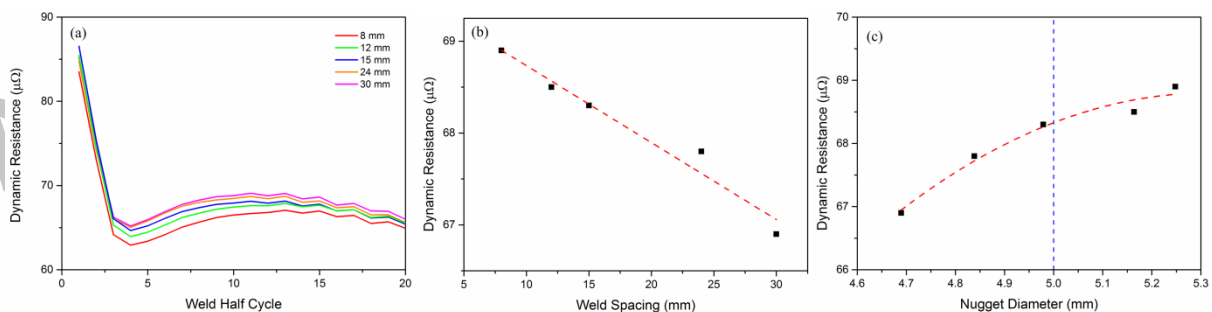 (a)
8 mm
12 mm
15 mm
24 mm
30 mm
90
80
70
60
0
5
10
15
20
Dynamic Resistance (μΩ)
Weld Half Cycle
(b)
69
68
67
5
10
15
20
25
30
Dynamic Resistance (μΩ)
Weld Spacing (mm)
(c)
70
69
68
67
66
4.6
4.7
4.8
4.9
5.0
5.1
5.2
5.3
Dynamic Resistance (μΩ)
Nugget Diameter (mm)